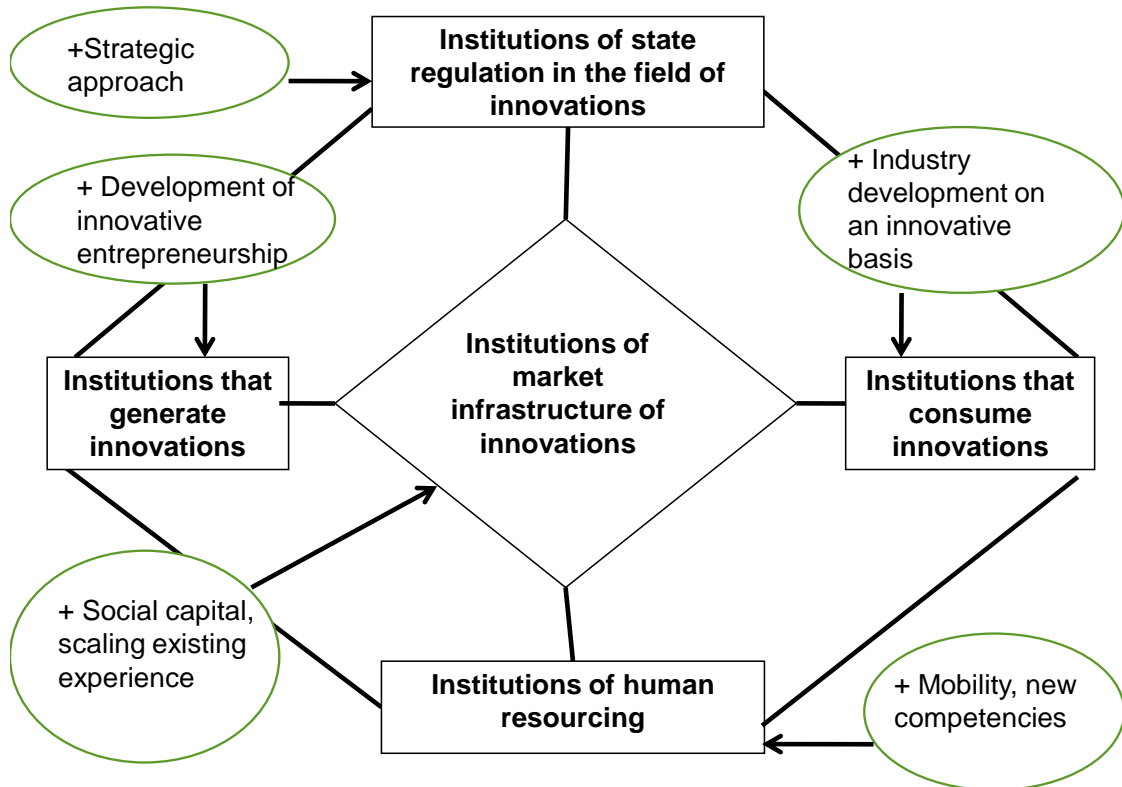 +Strategic
approach
Institutions of state
regulation in the field of
innovations
+ Development of
innovative
entrepreneurship
+ Industry
development on
an innovative
basis
Institutions that
generate
innovations
Institutions of
market
infrastructure of
innovations
Institutions that
consume
innovations
+ Social capital,
scaling existing
experience
Institutions of human
resourcing
+ Mobility, new
competencies